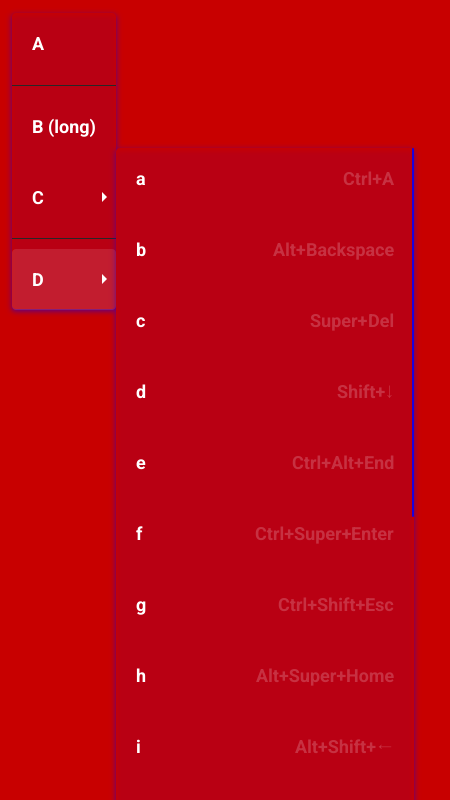 A
B (long)
C
D
a Ctrl+A
b Alt+Backspace
c Super+Del
d Shift+↓
e Ctrl+Alt+End
f Ctrl+Super+Enter
g Ctrl+Shift+Esc
h Alt+Super+Home
i Alt+Shift+←